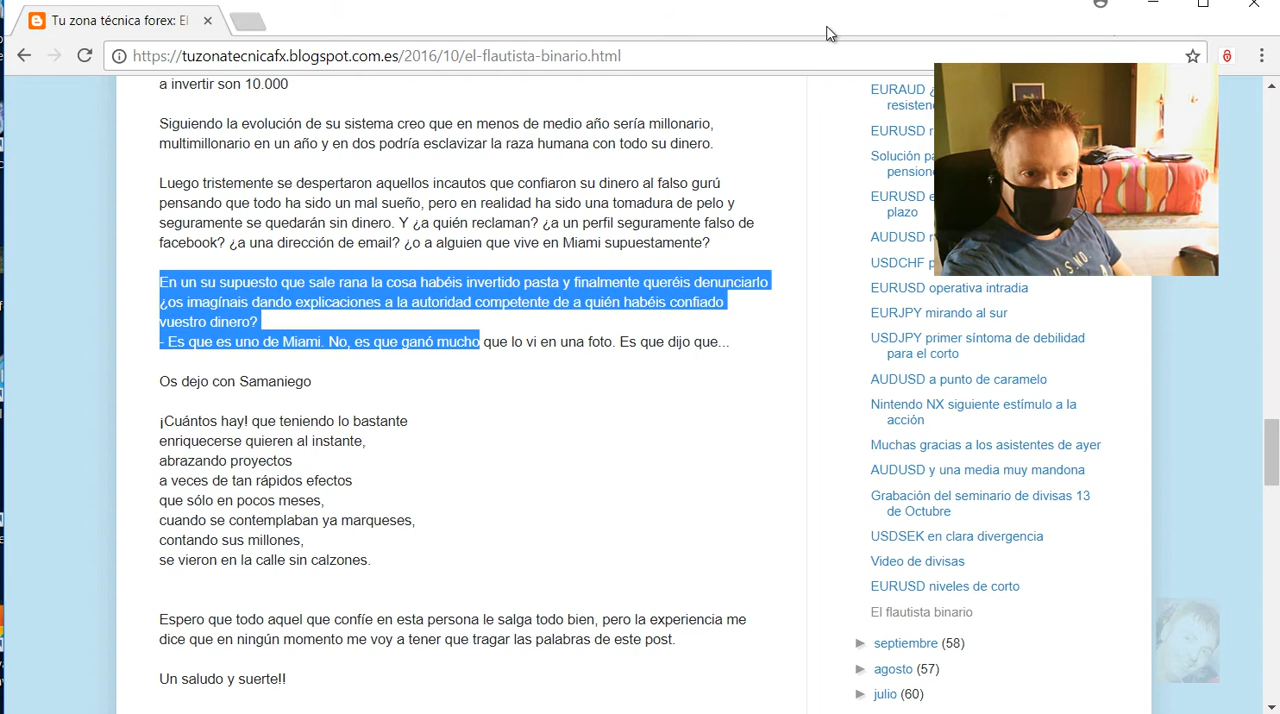 Tu zona técnica forex: El
https://tuzonatecnicafx.blogspot.com.es/2016/10/el-flautista-binario.html
a invertir son 10.000
Siguiendo la evolución de su sistema creo que en menos de medio año sería millonario,
multimillonario en un año y en dos podría esclavizar la raza humana con todo su dinero.
Luego tristemente se despertaron aquellos incautos que confiaron su dinero al falso gurú
pensando que todo ha sido un mal sueño, pero en realidad ha sido una tomadura de pelo y
seguramente se quedarán sin dinero. Y ¿a quién reclaman? ¿a un perfil seguramente falso de
facebook? ¿a una dirección de email? ¿o a alguien que vive en Miami supuestamente?
En un su supuesto que sale rana la cosa habéis invertido pasta y finalmente queréis denunciarlo
¿os imagínais dando explicaciones a la autoridad competente de a quién habéis confiado
vuestro dinero?
- Es que es uno de Miami. No, es que ganó mucho que lo vi en una foto. Es que dijo que...
Os dejo con Samaniego
¡Cuántos hay! que teniendo lo bastante
enriquecerse quieren al instante,
abrazando proyectos
a veces de tan rápidos efectos
que sólo en pocos meses,
cuando se contemplaban ya marqueses,
contando sus millones,
se vieron en la calle sin calzones.
Espero que todo aquel que confíe en esta persona le salga todo bien, pero la experiencia me
dice que en ningún momento me voy a tener que tragar las palabras de este post.
Un saludo y suerte!!
EURAUD ¿
resisten
EURUSD
Solución
pension
EURUSD
plazo
AUDUSD
USDCHF
EURUSD operativa intradia
EURJPY mirando al sur
USDJPY primer síntoma de debilidad
para el corto
AUDUSD a punto de caramelo
Nintendo NX siguiente estímulo a la
acción
Muchas gracias a los asistentes de ayer
AUDUSD y una media muy mandona
Grabación del seminario de divisas 13
de Octubre
USDSEK en clara divergencia
Video de divisas
EURUSD niveles de corto
El flautista binario
► septiembre (58)
► agosto (57)
► julio (60)